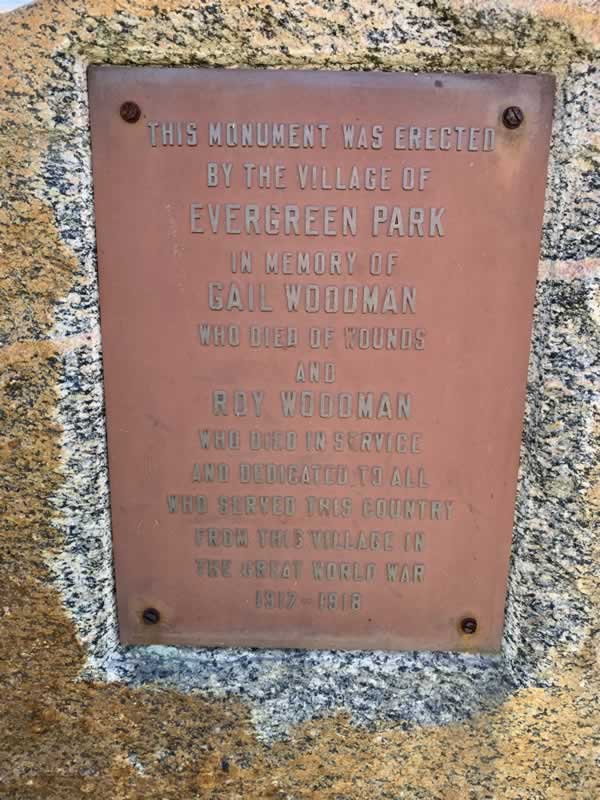 THIS MONUMENT WAS ERECTED
BY THE VILLAGE OF
EVERGREEN PARK
IN MEMORY OF
GAIL WOODMAN
WHO DIED OF WOUNDS
AND
ROY WOODMAN
WHO DIED IN SERVICE
AND DEDICATED TO ALL
WHO SERVED THIS COUNTRY
FROM THIS VILLAGE IN
THE GREAT WORLD WAR
1917-1918